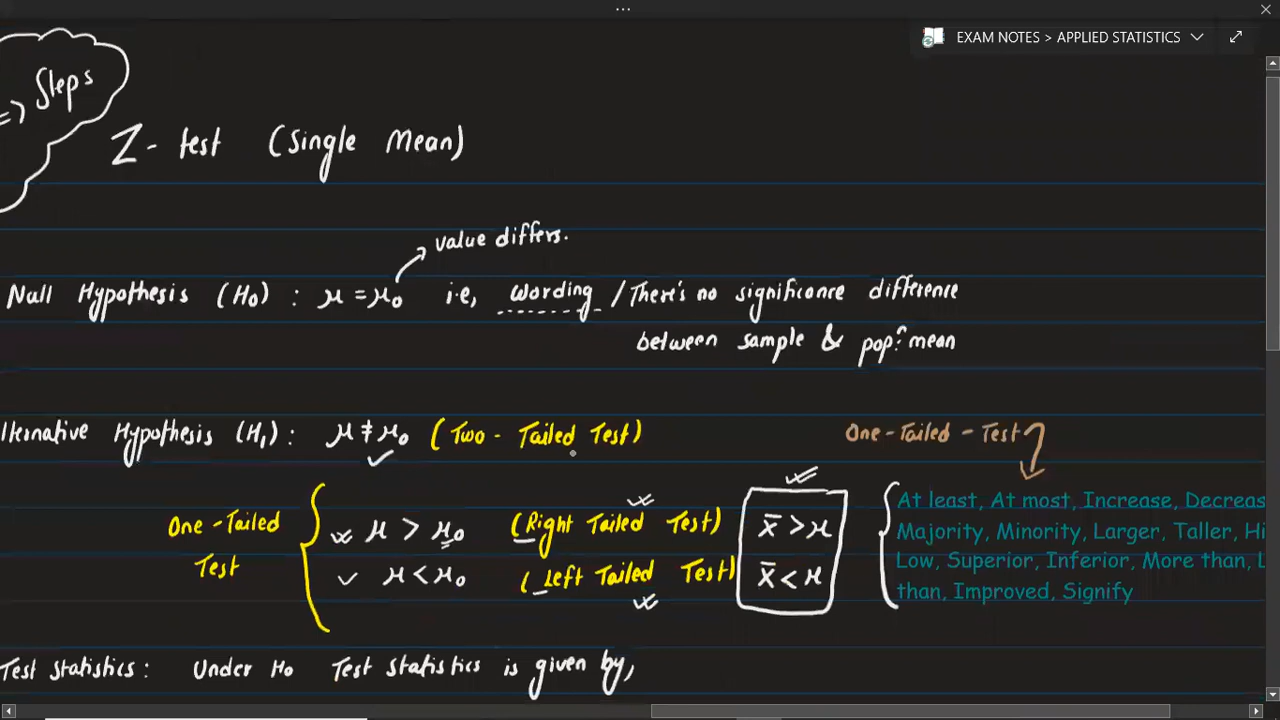 EXAM NOTES > APPLIED STATISTICS
=> Steps
Z- test (Single Mean)
value differs.
Null Hypothesis (H₀) : μ = μ₀ i.e, Wording / There's no significance difference
between sample & popⁿ mean
lternative Hypothesis (H₁) : μ ≠ μ₀ (Two - Tailed Test)
One-Tailed - Test
One-Tailed
Test
μ > μ₀ (Right Tailed Test) x̄ > μ
μ < μ₀ (Left Tailed Test) x̄ < μ
At least, At most, Increase, Decreas
Majority, Minority, Larger, Taller, Hi
Low, Superior, Inferior, More than, L
than, Improved, Signify
Test Statistics : Under H₀ Test Statistics is given by,